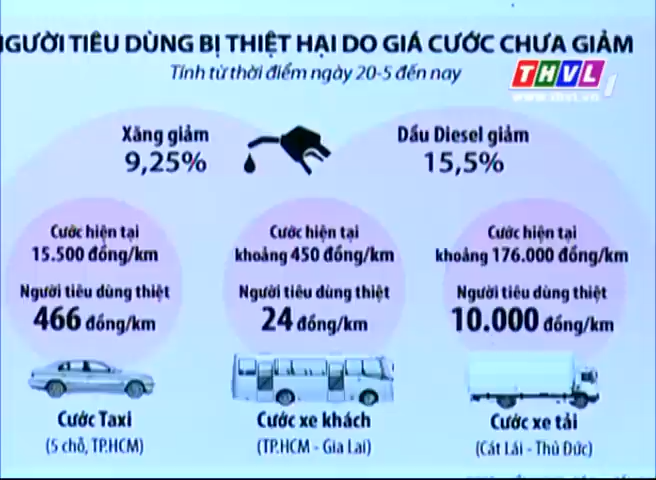 NGƯỜI TIÊU DÙNG BỊ THIỆT HẠI DO GIÁ CƯỚC CHƯA GIẢM
Tính từ thời điểm ngày 20-5 đến nay
THVL1
www.thvl.vn
Xăng giảm
9,25%
Dầu Diesel giảm
15,5%
Cước hiện tại
15.500 đồng/km
Người tiêu dùng thiệt
466 đồng/km
Cước hiện tại
khoảng 450 đồng/km
Người tiêu dùng thiệt
24 đồng/km
Cước hiện tại
khoảng 176.000 đồng/km
Người tiêu dùng thiệt
10.000 đồng/km
Cước Taxi
(5 chỗ, TP.HCM)
Cước xe khách
(TP.HCM - Gia Lai)
Cước xe tải
(Cát Lái - Thủ Đức)